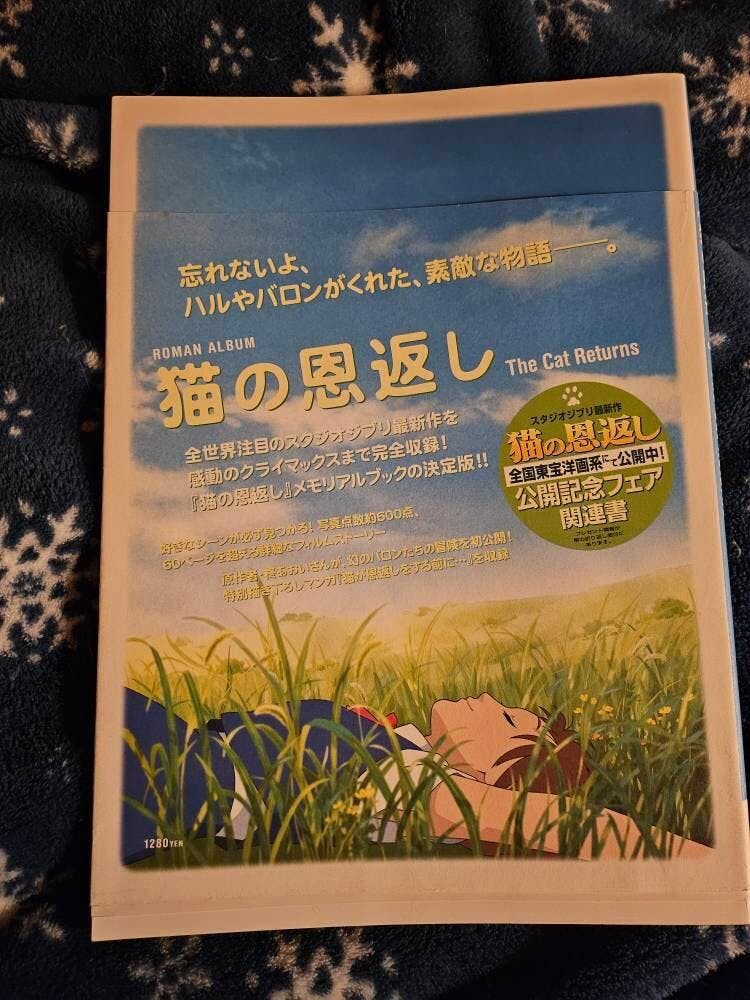 忘れないよ、
ハルやバロンがくれた、素敵な物語――。
ROMAN ALBUM
猫の恩返し The Cat Returns
全世界注目のスタジオジブリ最新作を
感動のクライマックスまで完全収録!
『猫の恩返し』メモリアルブックの決定版!!
好きなシーンが必ず見つかる! 写真点数約600点、
60ページを超える詳細なフィルムストーリー
原作者・柊あおいさんが、幻のバロンたちの冒険を初公開!
特別描き下ろしマンガ『猫が恩返しをする前に…』を収録
スタジオジブリ最新作
猫の恩返し
全国東宝洋画系にて公開中!
公開記念フェア
関連書
1280YEN